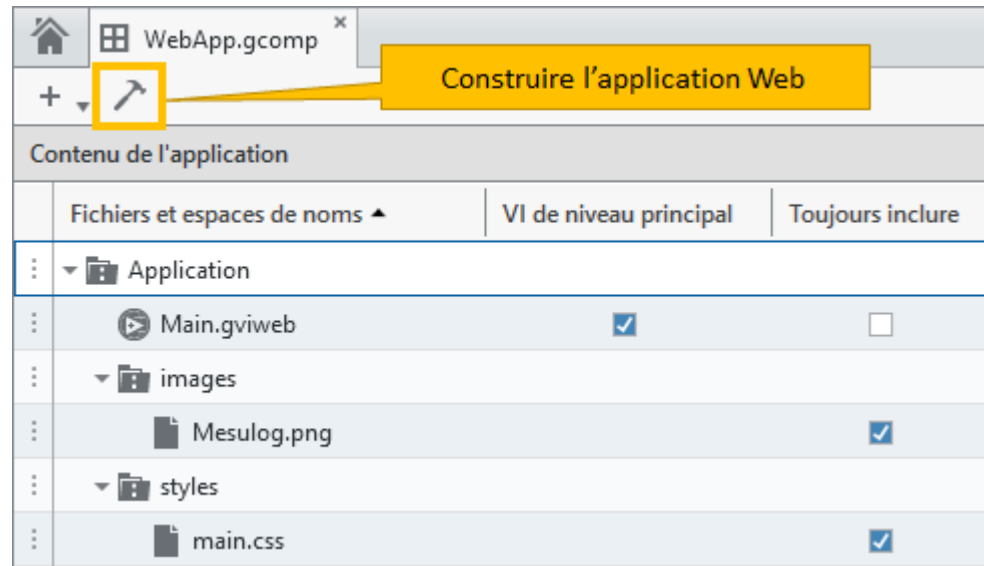 WebApp.gcomp
Construire l’application Web
Contenu de l'application
Fichiers et espaces de noms VI de niveau principal Toujours inclure
Application
Main.gviweb
images
Mesulog.png
styles
main.css